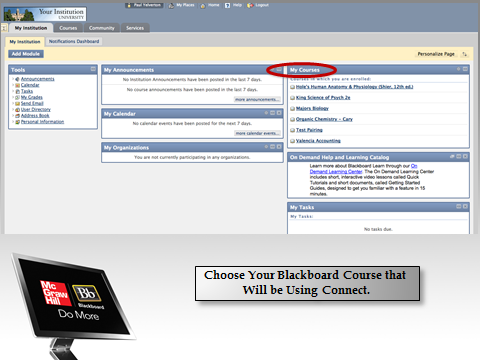 Your Institution
UNIVERSITY
Paul Yelverton
My Places
Home
Help
Logout
My Institution
Courses
Community
Services
My Institution
Notifications Dashboard
Add Module
Personalize Page
Tools
Announcements
Calendar
Tasks
My Grades
Send Email
User Directory
Address Book
Personal Information
My Announcements
No Institution Announcements have been posted in the last 7 days.
No course announcements have been posted in the last 7 days.
more announcements...
My Calendar
No calendar events have been posted for the next 7 days.
more calendar events...
My Organizations
You are not currently participating in any organizations.
My Courses
Courses in which you are enrolled:
Hole's Human Anatomy & Physiology (Shier, 12th ed.)
King Science of Psych 2e
Majors Biology
Organic Chemistry - Cary
Test Pairing
Valencia Accounting
On Demand Help and Learning Catalog
Learn more about Blackboard Learn through our On
Demand Learning Center. The On Demand Learning Center
includes short, interactive video lessons called Quick
Tutorials and short documents, called Getting Started
Guides, designed to get you familiar with a feature in 15
minutes.
My Tasks
My Tasks:
No tasks due.
Mc
Graw
Hill
Bb
Blackboard
Do More
Choose Your Blackboard Course that
Will be Using Connect.